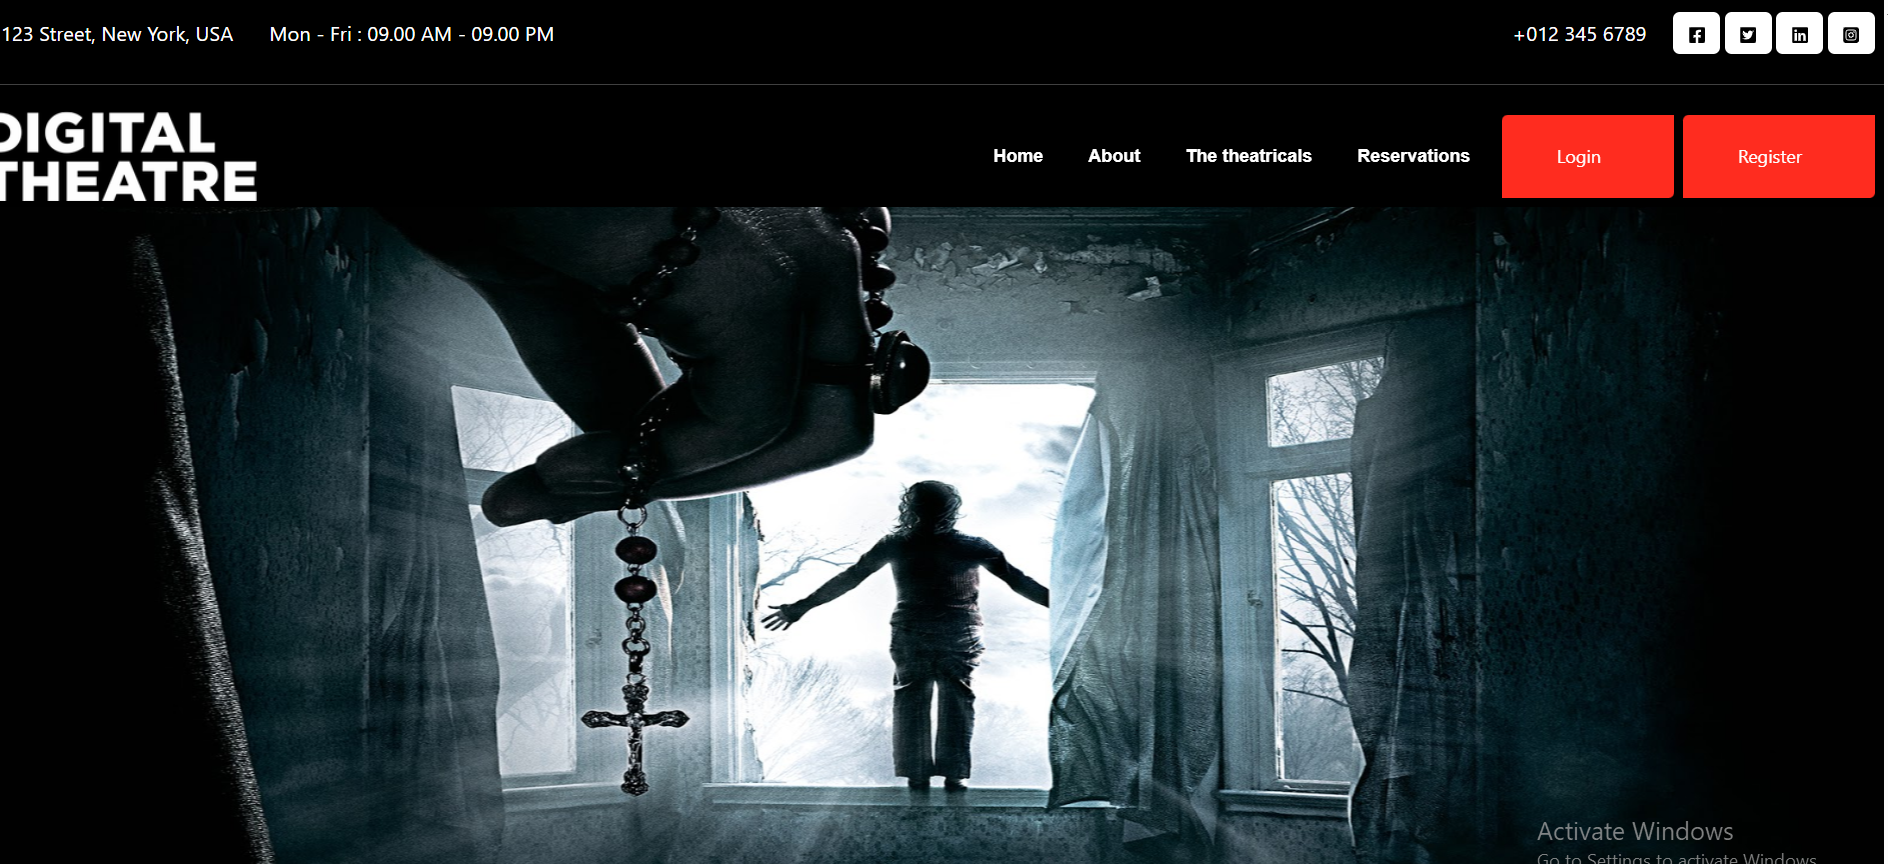 123 Street, New York, USA
Mon - Fri : 09.00 AM - 09.00 PM
+012 345 6789
DIGITAL
THEATRE
Home
About
The theatricals
Reservations
Login
Register
Activate Windows
Go to Settings to activate Windows